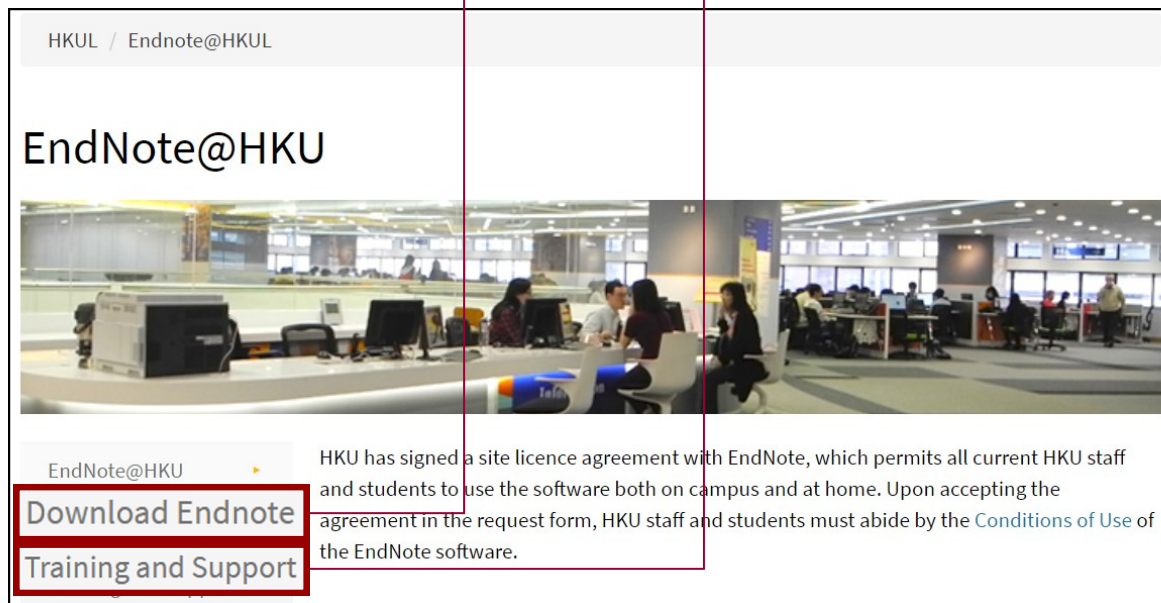 HKUL / Endnote@HKUL
EndNote@HKU
EndNote@HKU
Download Endnote
Training and Support
HKU has signed a site licence agreement with EndNote, which permits all current HKU staff
and students to use the software both on campus and at home. Upon accepting the
agreement in the request form, HKU staff and students must abide by the Conditions of Use of
the EndNote software.